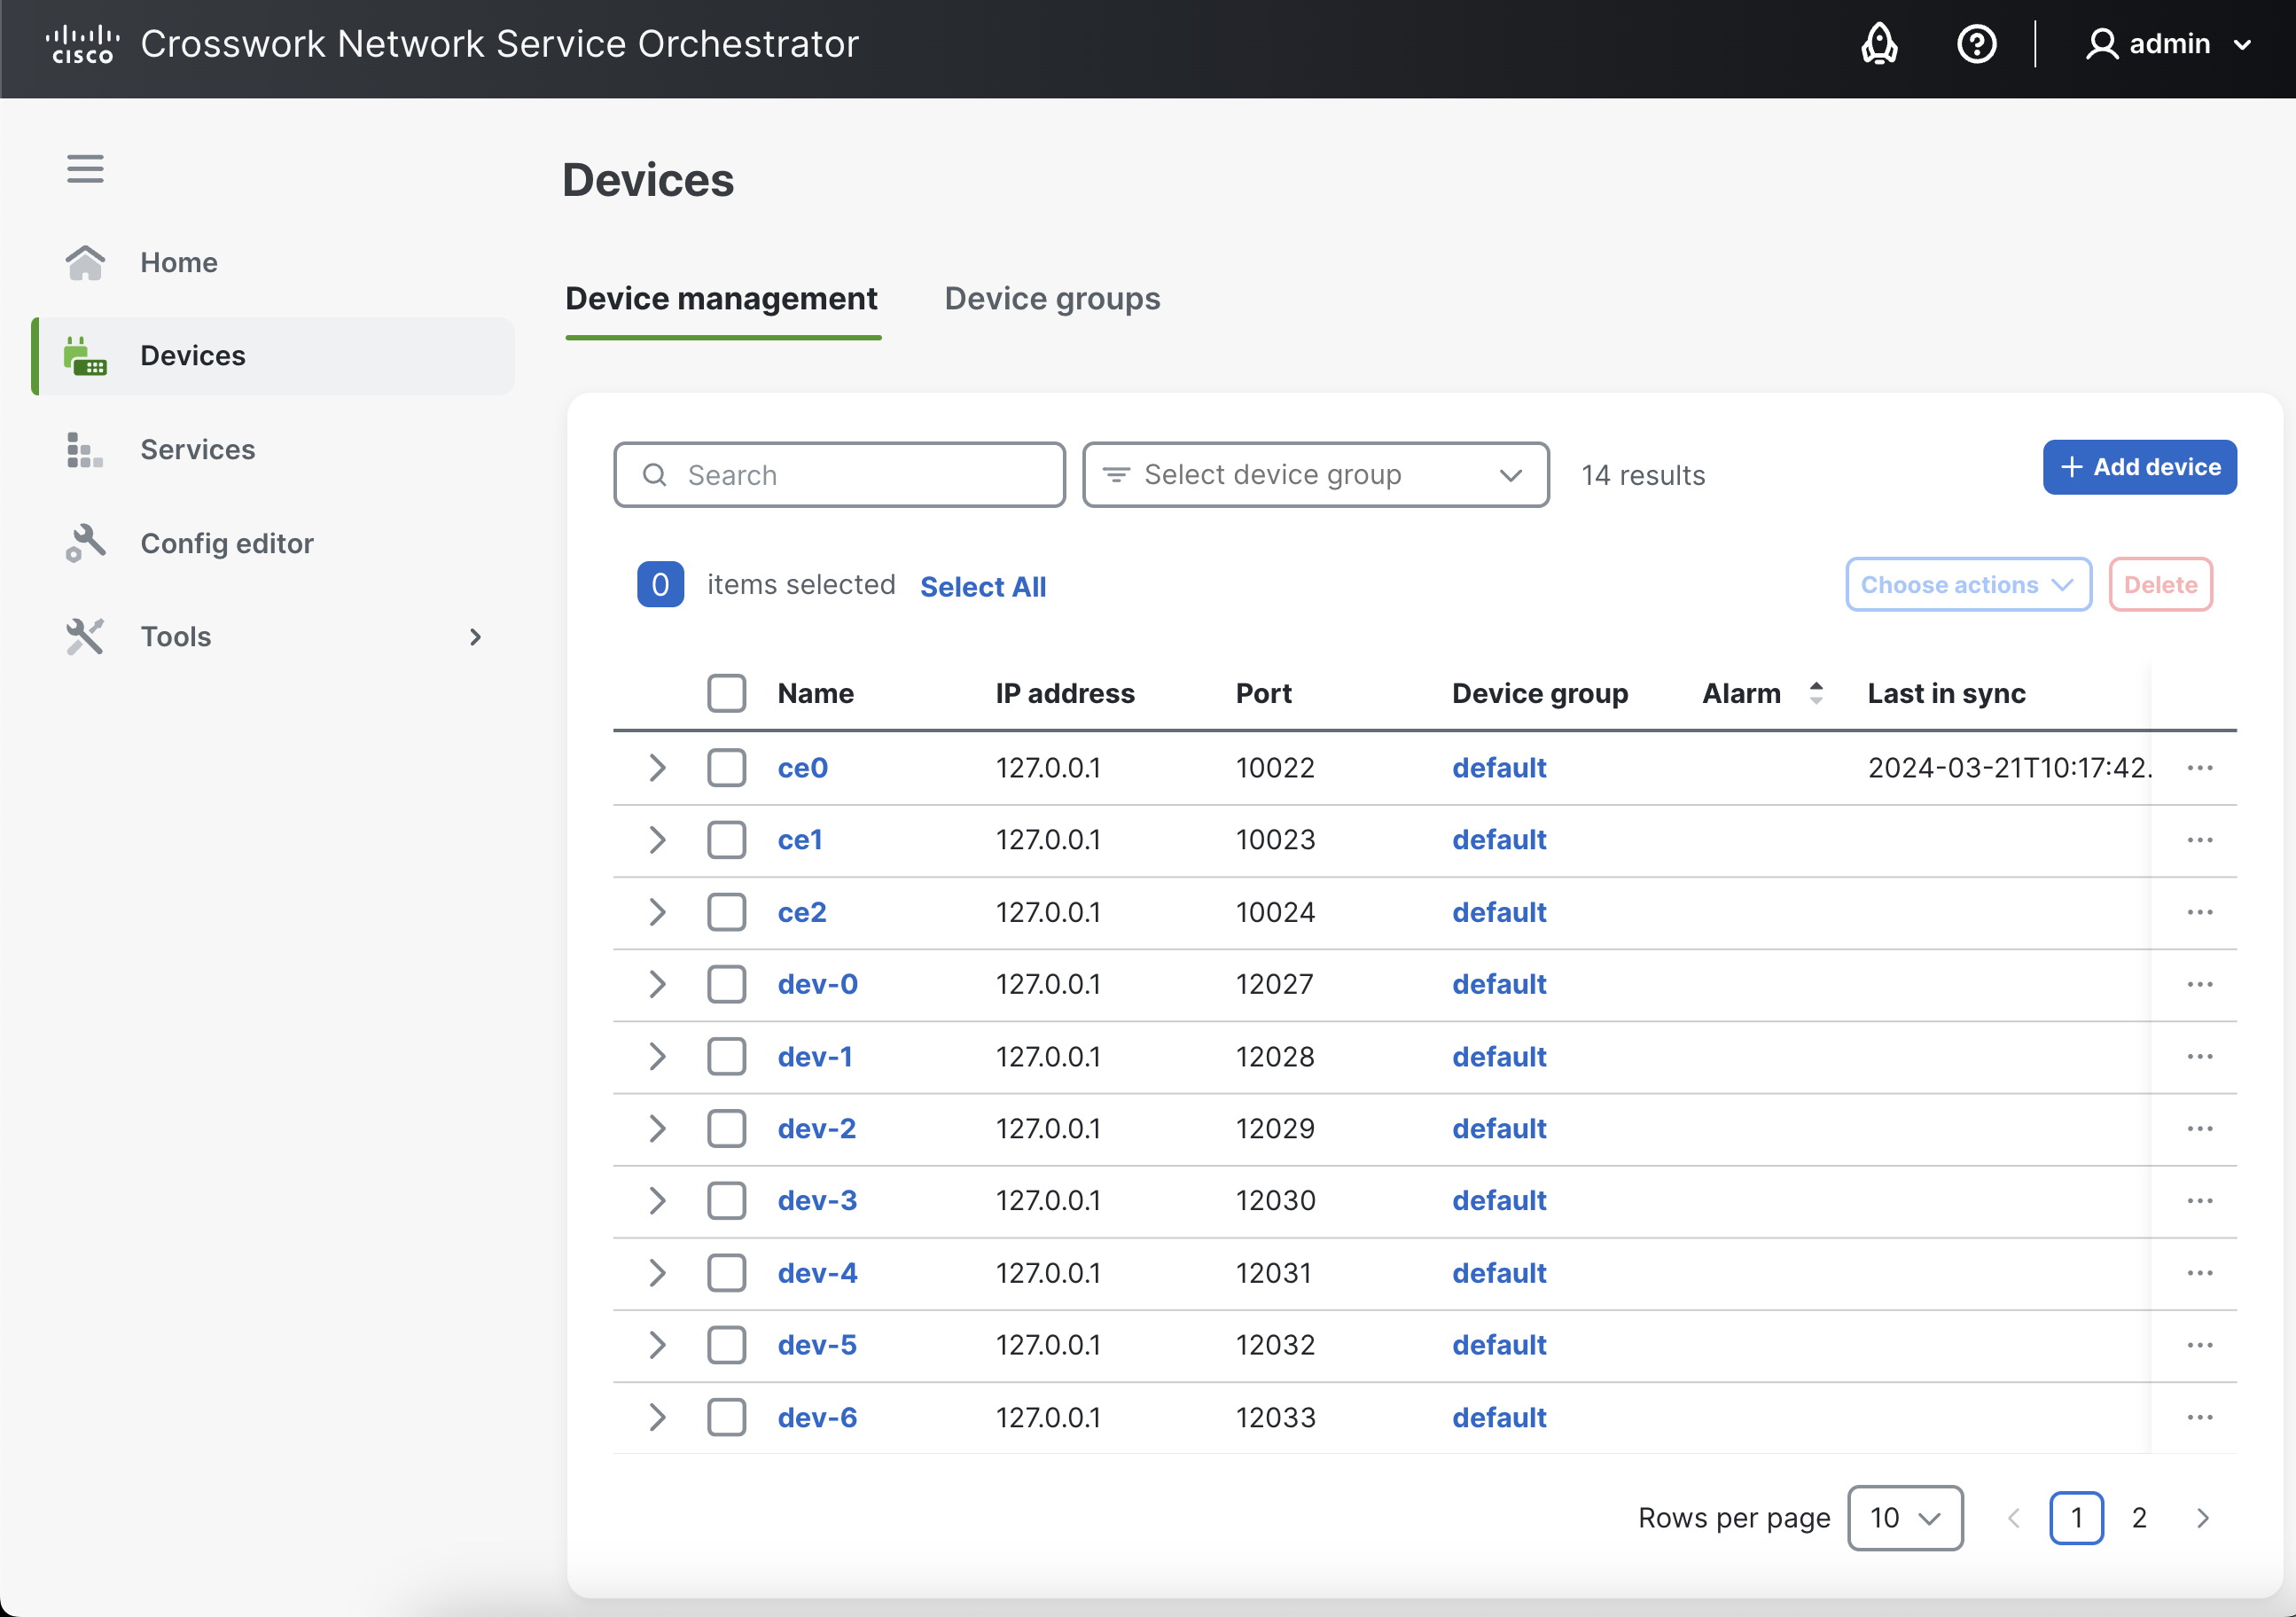 CISCO Crosswork Network Service Orchestrator admin
Home
Devices
Services
Config editor
Tools
Devices
Device management Device groups
Search Select device group 14 results + Add device
0 items selected Select All Choose actions Delete
Name IP address Port Device group Alarm Last in sync
ce0 127.0.0.1 10022 default 2024-03-21T10:17:42. ...
ce1 127.0.0.1 10023 default ...
ce2 127.0.0.1 10024 default ...
dev-0 127.0.0.1 12027 default ...
dev-1 127.0.0.1 12028 default ...
dev-2 127.0.0.1 12029 default ...
dev-3 127.0.0.1 12030 default ...
dev-4 127.0.0.1 12031 default ...
dev-5 127.0.0.1 12032 default ...
dev-6 127.0.0.1 12033 default ...
Rows per page 10 1 2